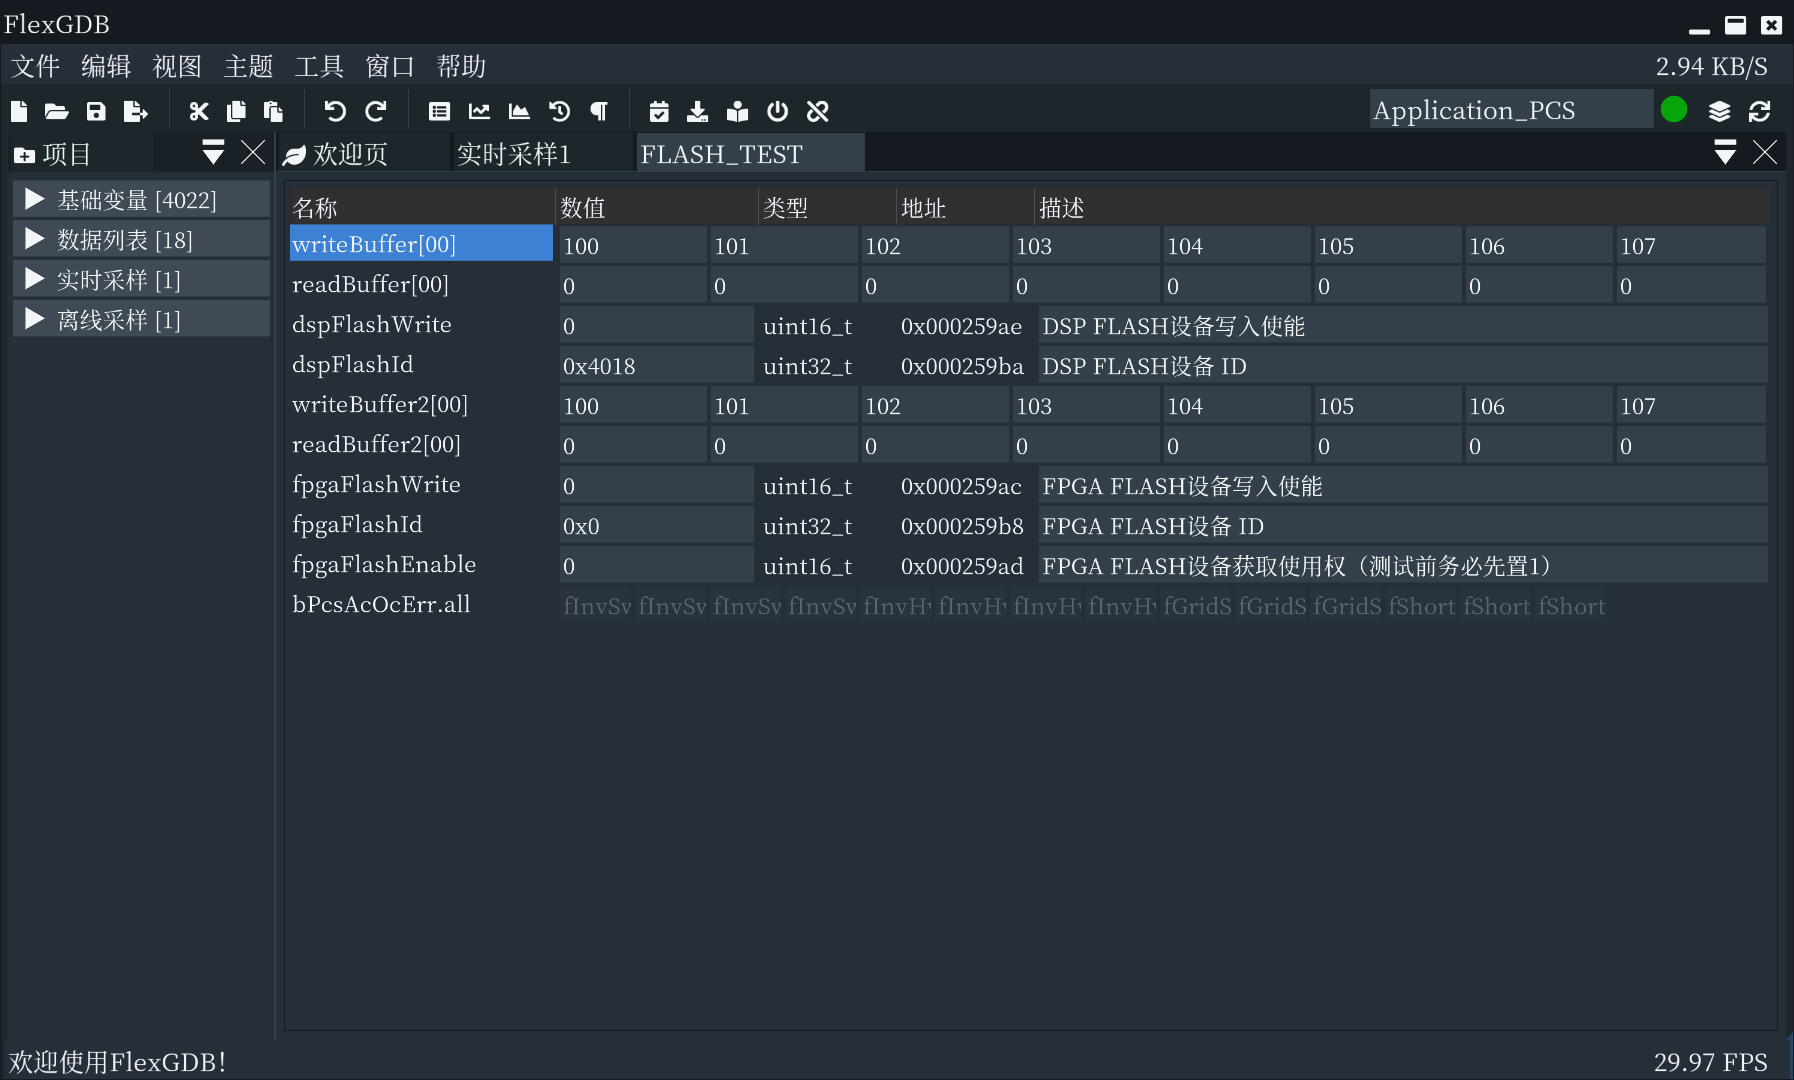 FlexGDB
文件 编辑 视图 主题 工具 窗口 帮助 2.94 KB/S
Application_PCS
项目 欢迎页 实时采样1 FLASH_TEST
基础变量 [4022]
数据列表 [18]
实时采样 [1]
离线采样 [1]
名称 数值 类型 地址 描述
writeBuffer[00] 100 101 102 103 104 105 106 107
readBuffer[00] 0 0 0 0 0 0 0 0
dspFlashWrite 0 uint16_t 0x000259ae DSP FLASH设备写入使能
dspFlashId 0x4018 uint32_t 0x000259ba DSP FLASH设备 ID
writeBuffer2[00] 100 101 102 103 104 105 106 107
readBuffer2[00] 0 0 0 0 0 0 0 0
fpgaFlashWrite 0 uint16_t 0x000259ac FPGA FLASH设备写入使能
fpgaFlashId 0x0 uint32_t 0x000259b8 FPGA FLASH设备 ID
fpgaFlashEnable 0 uint16_t 0x000259ad FPGA FLASH设备获取使用权（测试前务必先置1）
bPcsAcOcErr.all fInvSw fInvSw fInvSw fInvSw fInvH fInvH fInvH fInvH fGridS fGridS fGridS fShort fShort fShort
欢迎使用FlexGDB! 29.97 FPS